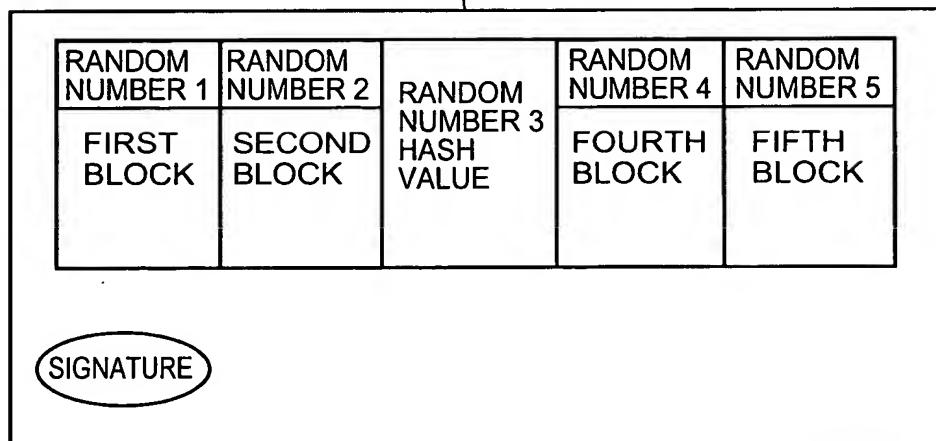 RANDOM
NUMBER 1
RANDOM
NUMBER 2
RANDOM
NUMBER 3
HASH
VALUE
RANDOM
NUMBER 4
RANDOM
NUMBER 5
FIRST
BLOCK
SECOND
BLOCK
FOURTH
BLOCK
FIFTH
BLOCK
SIGNATURE